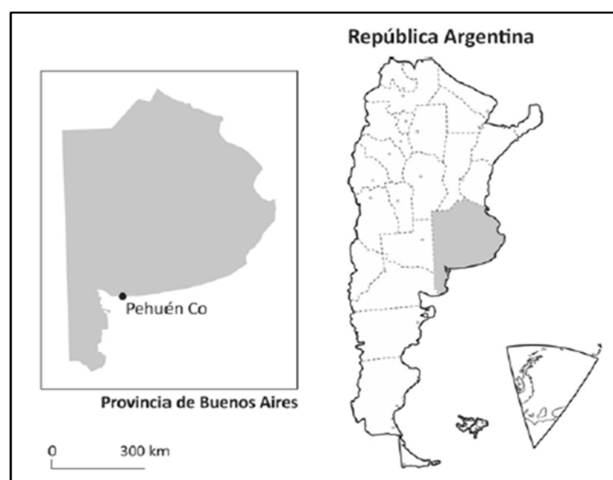 República Argentina
Pehuén Co
Provincia de Buenos Aires
0 300 km